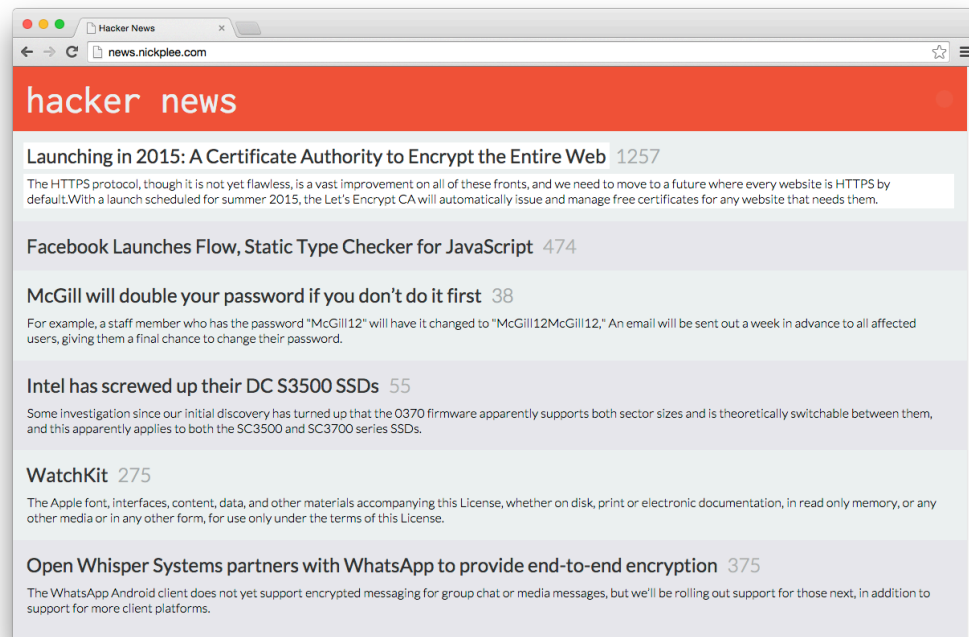 Hacker News
news.nickplee.com
hacker news
Launching in 2015: A Certificate Authority to Encrypt the Entire Web 1257
The HTTPS protocol, though it is not yet flawless, is a vast improvement on all of these fronts, and we need to move to a future where every website is HTTPS by
default.With a launch scheduled for summer 2015, the Let's Encrypt CA will automatically issue and manage free certificates for any website that needs them.
Facebook Launches Flow, Static Type Checker for JavaScript 474
McGill will double your password if you don't do it first 38
For example, a staff member who has the password "McGill12" will have it changed to "McGill12McGill12," An email will be sent out a week in advance to all affected
users, giving them a final chance to change their password.
Intel has screwed up their DC S3500 SSDs 55
Some investigation since our initial discovery has turned up that the 0370 firmware apparently supports both sector sizes and is theoretically switchable between them,
and this apparently applies to both the SC3500 and SC3700 series SSDs.
WatchKit 275
The Apple font, interfaces, content, data, and other materials accompanying this License, whether on disk, print or electronic documentation, in read only memory, or any
other media or in any other form, for use only under the terms of this License.
Open Whisper Systems partners with WhatsApp to provide end-to-end encryption 375
The WhatsApp Android client does not yet support encrypted messaging for group chat or media messages, but we'll be rolling out support for those next, in addition to
support for more client platforms.